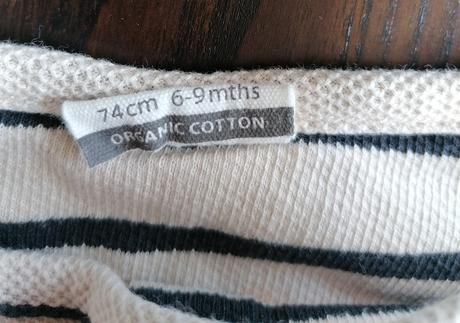 74cm 6-9mths
ORGANIC COTTON